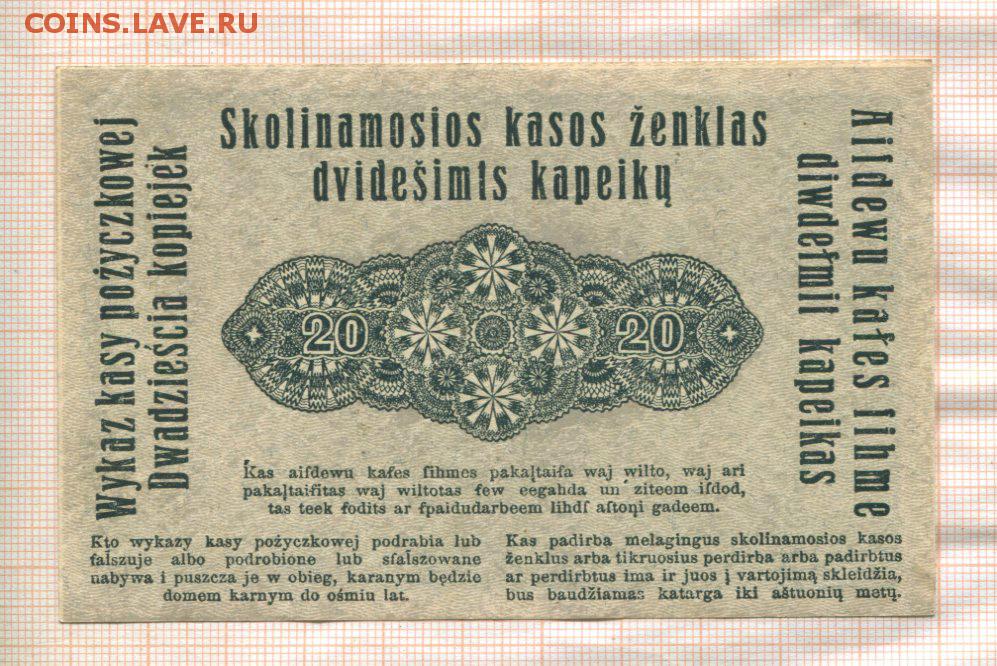 COINS.LAVE.RU
Skolinamosios kasos ženklas
dvidešimts kapeikų
Wykaz kasy pożyczkowej
Dwadzieścia kopiejek
Aiſdewu kaſes ſihme
diwdeſmit kapeikas
20 20
Kas aiſdewu kaſes ſihmes pakaļtaiſa waj wilto, waj ari
pakaļtaiſitas waj wiltotas ſew eegahda un ziteem iſdod,
tas teek ſodits ar ſpaidudarbeem lihdſ aſtoņi gadeem.
Kto wykazy kasy pożyczkowej podrabia lub
fałszuje albo podrobione lub sfałszowane
nabywa i puszcza je w obieg, karanym będzie
domem karnym do ośmiu lat.
Kas padirba melagingus skolinamosios kasos
ženklus arba tikruosius perdirba arba padirbtus
ar perdirbtus ima ir juos į vartojimą skleidžia,
bus baudžiamas katarga iki aštuonių metų.